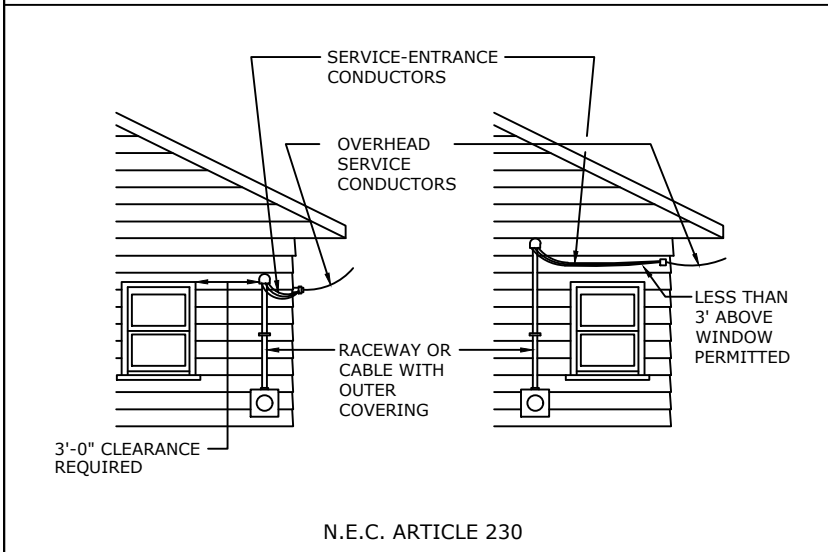 SERVICE-ENTRANCE
CONDUCTORS
OVERHEAD
SERVICE
CONDUCTORS
LESS THAN
3' ABOVE
WINDOW
PERMITTED
RACEWAY OR
CABLE WITH
OUTER
COVERING
3'-0" CLEARANCE
REQUIRED
N.E.C. ARTICLE 230